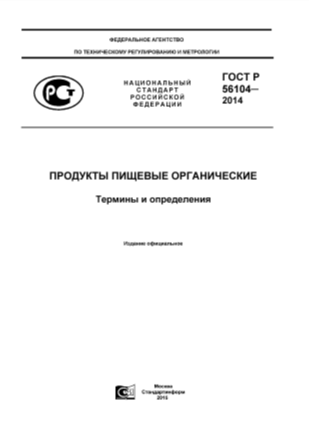 ФЕДЕРАЛЬНОЕ АГЕНТСТВО
ПО ТЕХНИЧЕСКОМУ РЕГУЛИРОВАНИЮ И МЕТРОЛОГИИ
НАЦИОНАЛЬНЫЙ
СТАНДАРТ
РОССИЙСКОЙ
ФЕДЕРАЦИИ
ГОСТ Р
56104—
2014
ПРОДУКТЫ ПИЩЕВЫЕ ОРГАНИЧЕСКИЕ
Термины и определения
Издание официальное
Москва
Стандартинформ
2015